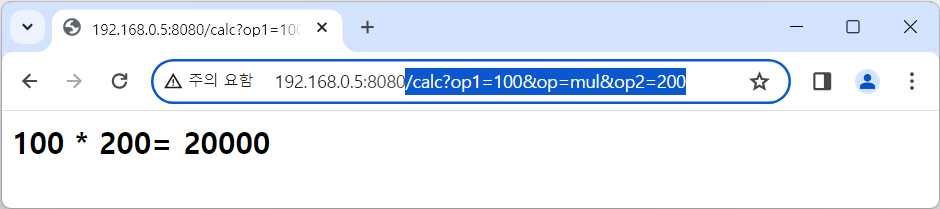 192.168.0.5:8080/calc?op1=100
주의 요함 192.168.0.5:8080/calc?op1=100&op=mul&op2=200
100 * 200= 20000